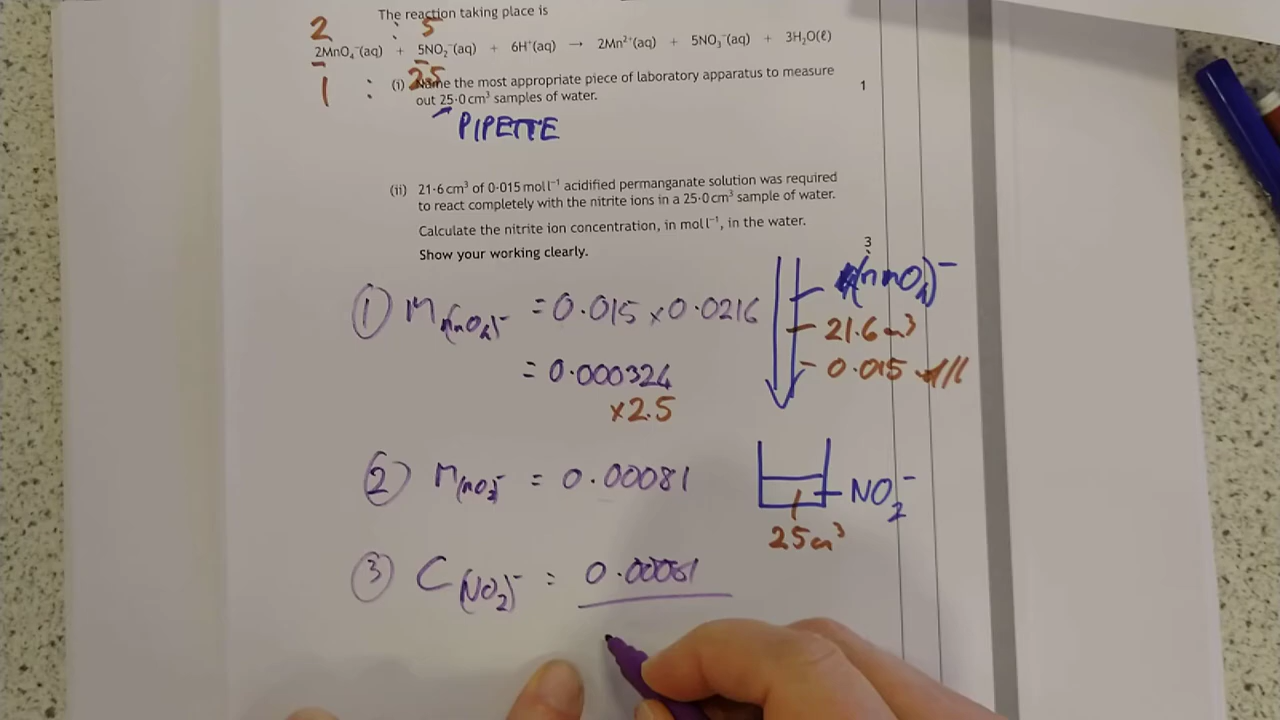 The reaction taking place is
2 : 5
2MnO₄⁻(aq) + 5NO₂⁻(aq) + 6H⁺(aq) → 2Mn²⁺(aq) + 5NO₃⁻(aq) + 3H₂O(ℓ)
1 : 2.5
(i) Name the most appropriate piece of laboratory apparatus to measure
out 25·0 cm³ samples of water. 1
PIPETTE
(ii) 21·6 cm³ of 0·015 mol l⁻¹ acidified permanganate solution was required
to react completely with the nitrite ions in a 25·0 cm³ sample of water.
Calculate the nitrite ion concentration, in mol l⁻¹, in the water.
Show your working clearly. 3
(mnO₄)⁻
① n(mnO₄)⁻ = 0.015 × 0.0216
21.6 cm³
0.015
= 0.000324
×2.5
② n(NO₂)⁻ = 0.00081
NO₂⁻
25cm³
③ C(NO₂)⁻ = 0.00081